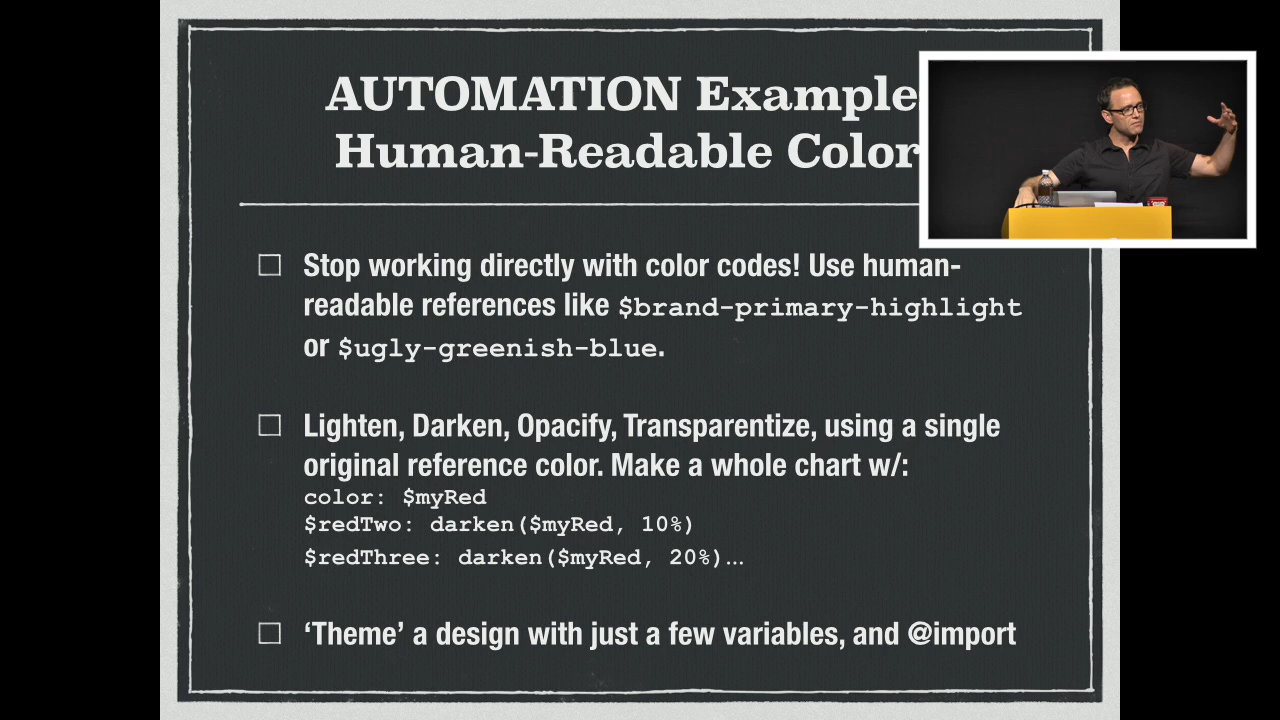 AUTOMATION Example
Human-Readable Color
Stop working directly with color codes! Use human-
readable references like $brand-primary-highlight
or $ugly-greenish-blue.
Lighten, Darken, Opacify, Transparentize, using a single
original reference color. Make a whole chart w/:
color: $myRed
$redTwo: darken($myRed, 10%)
$redThree: darken($myRed, 20%)…
‘Theme’ a design with just a few variables, and @import